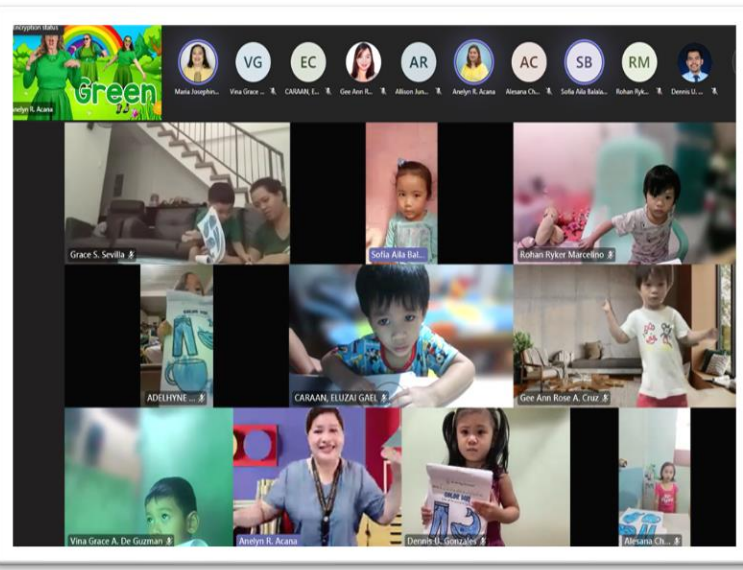 Encryption status
Green
Anelyn R. Acana
VG
EC
AR
AC
SB
RM
Maria Josephin...
Vina Grace ...
CARAAN, E...
Gee Ann R...
Allison Jun...
Anelyn R. Acana
Alesana Ch...
Sofia Aila Balala...
Rohan Ryk...
Dennis U. ...
Grace S. Sevilla
Sofia Aila Bal...
Rohan Ryker Marcelino
ADELHYNE ...
CARAAN, ELUZAI GAEL
Gee Ann Rose A. Cruz
Vina Grace A. De Guzman
Anelyn R. Acana
Dennis U. Gonzales
Alesana Ch...